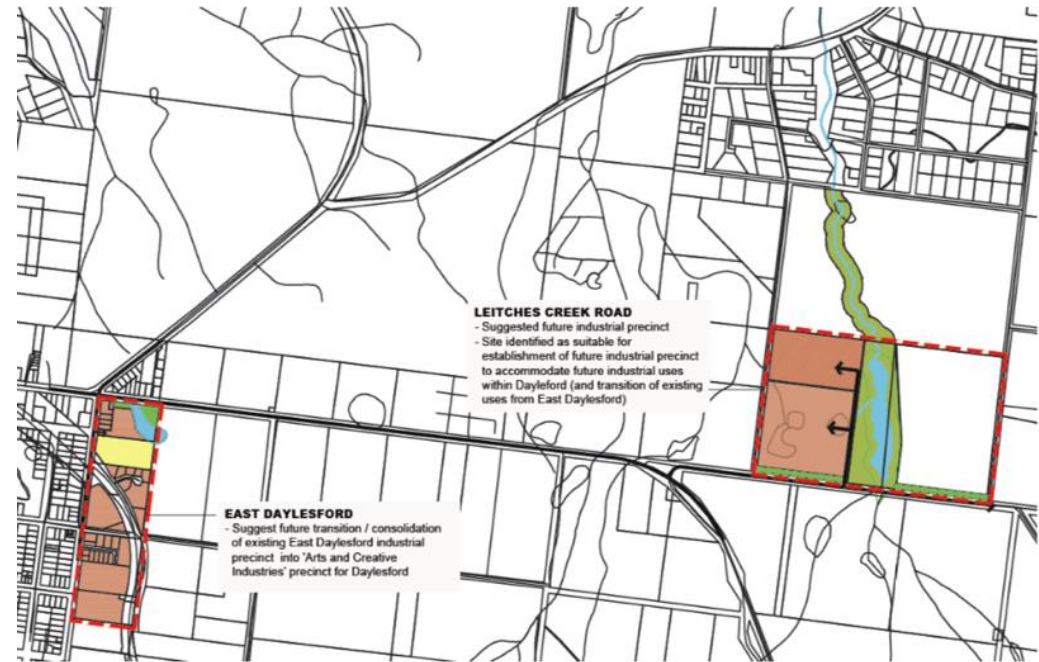 LEITCHES CREEK ROAD
- Suggested future industrial precinct
- Site identified as suitable for
establishment of future industrial precinct
to accommodate future industrial uses
within Dayleford (and transition of existing
uses from East Daylesford)
EAST DAYLESFORD
- Suggest future transition / consolidation
of existing East Daylesford industrial
precinct into 'Arts and Creative
Industries' precinct for Daylesford